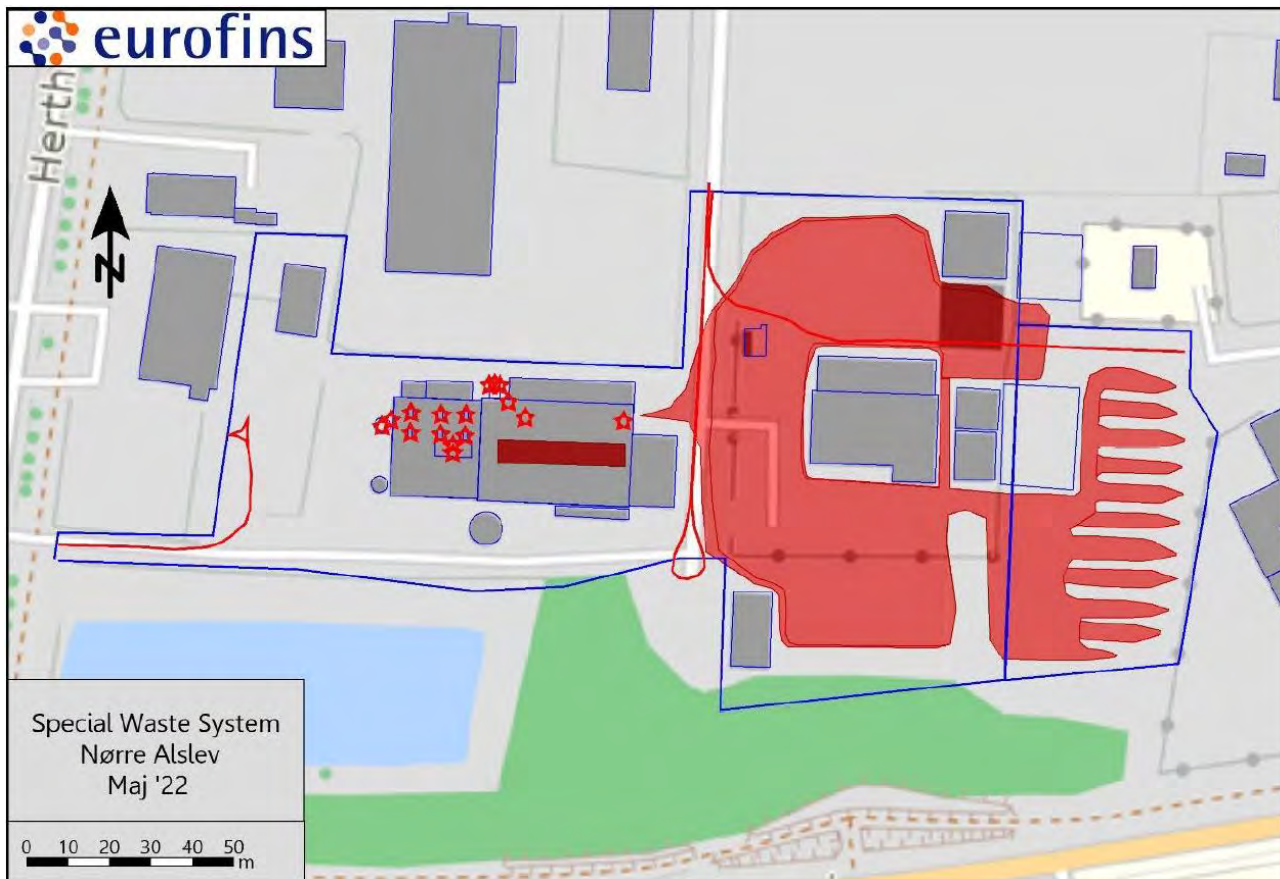 eurofins
Herth
N
Special Waste System
Nørre Alslev
Maj '22
0 10 20 30 40 50
m